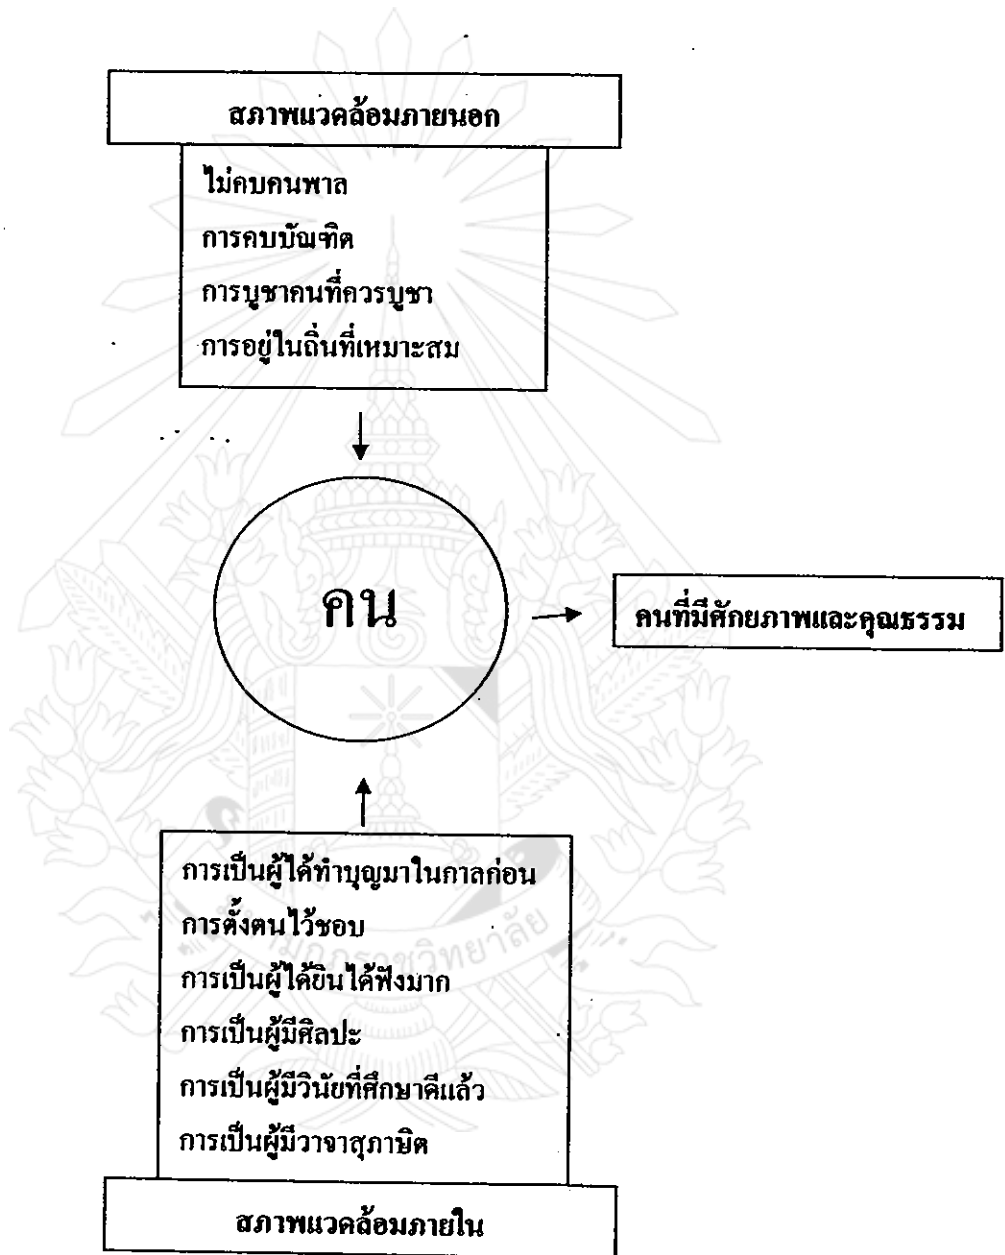 สภาพแวดล้อมภายนอก
ไม่คบคนพาล
การคบบัณฑิต
การบูชาคนที่ควรบูชา
การอยู่ในถิ่นที่เหมาะสม
คน
คนที่มีศักยภาพและคุณธรรม
การเป็นผู้ได้ทำบุญมาในกาลก่อน
การตั้งตนไว้ชอบ
การเป็นผู้ได้ยินได้ฟังมาก
การเป็นผู้มีศิลปะ
การเป็นผู้มีวินัยที่ศึกษาดีแล้ว
การเป็นผู้มีวาจาสุภาษิต
สภาพแวดล้อมภายใน